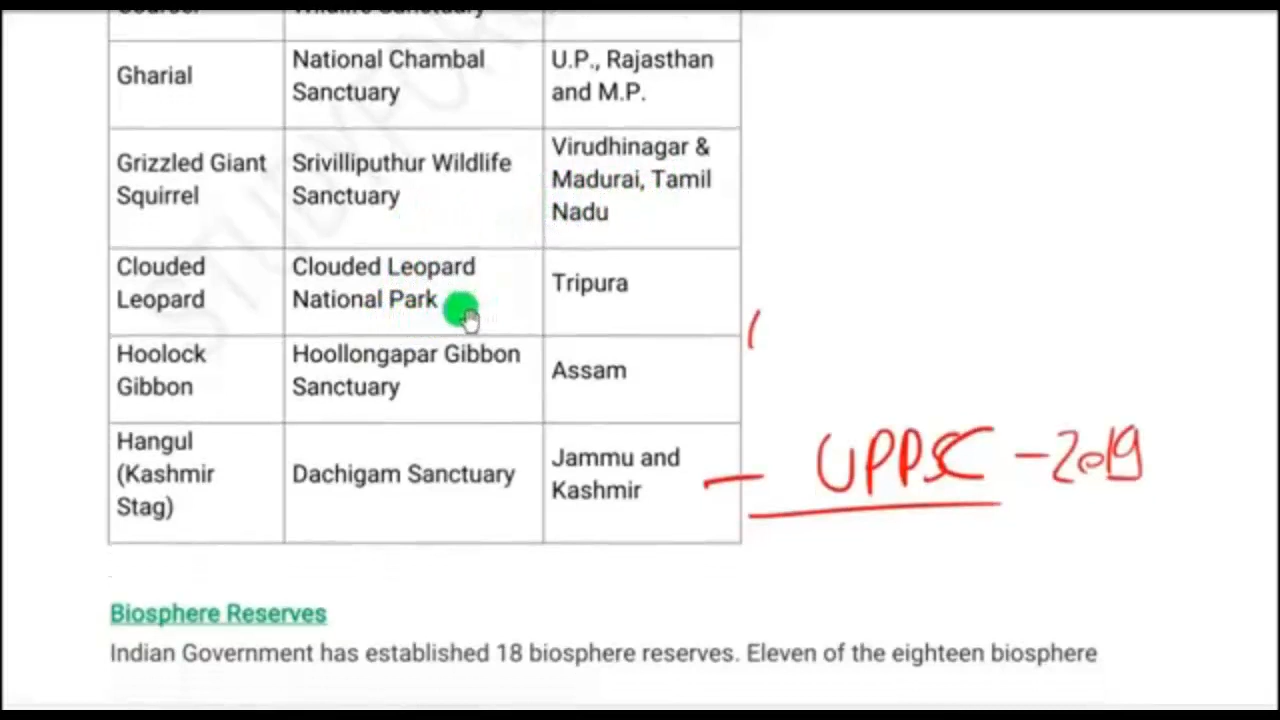 Wildlife Sanctuary
Gharial
National Chambal
Sanctuary
U.P., Rajasthan
and M.P.
Grizzled Giant
Squirrel
Srivilliputhur Wildlife
Sanctuary
Virudhinagar &
Madurai, Tamil
Nadu
Clouded
Leopard
Clouded Leopard
National Park
Tripura
Hoolock
Gibbon
Hoollongapar Gibbon
Sanctuary
Assam
Hangul
(Kashmir
Stag)
Dachigam Sanctuary
Jammu and
Kashmir
— UPPSC - 2019
Biosphere Reserves
Indian Government has established 18 biosphere reserves. Eleven of the eighteen biosphere